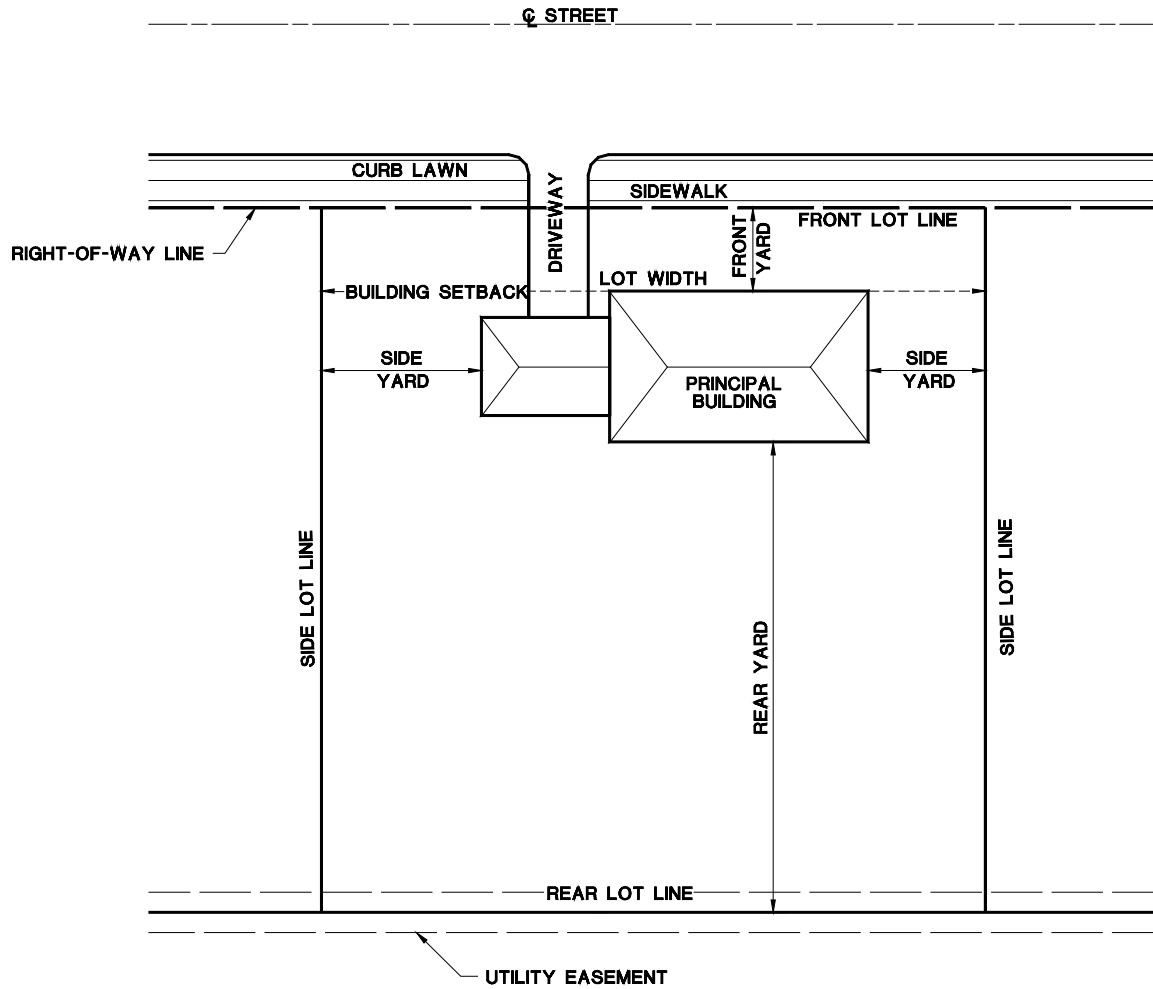 ℄ STREET
CURB LAWN
SIDEWALK
DRIVEWAY
FRONT LOT LINE
RIGHT-OF-WAY LINE
FRONT
YARD
LOT WIDTH
BUILDING SETBACK
SIDE
YARD
PRINCIPAL
BUILDING
SIDE
YARD
SIDE LOT LINE
SIDE LOT LINE
REAR YARD
REAR LOT LINE
UTILITY EASEMENT